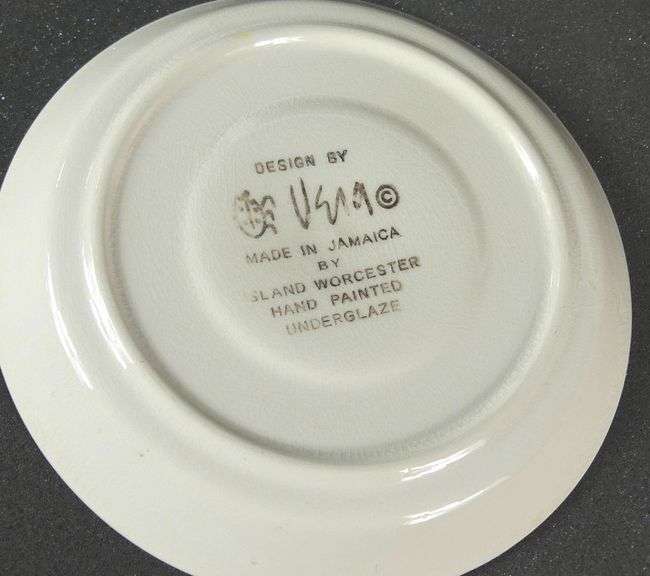 DESIGN BY
Vera ©
MADE IN JAMAICA
BY
ISLAND WORCESTER
HAND PAINTED
UNDERGLAZE